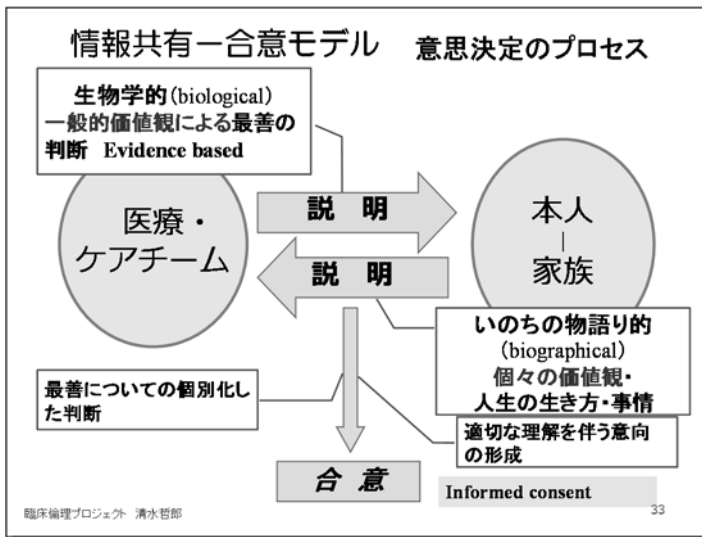 情報共有－合意モデル　意思決定のプロセス
生物学的(biological)
一般的価値観による最善の
判断　Evidence based
医療・
ケアチーム
説　明
本人
－
家族
説　明
いのちの物語り的
(biographical)
個々の価値観・
人生の生き方・事情
最善についての個別化し
た判断
適切な理解を伴う意向
の形成
合　意
Informed consent
臨床倫理プロジェクト　清水哲郎
33